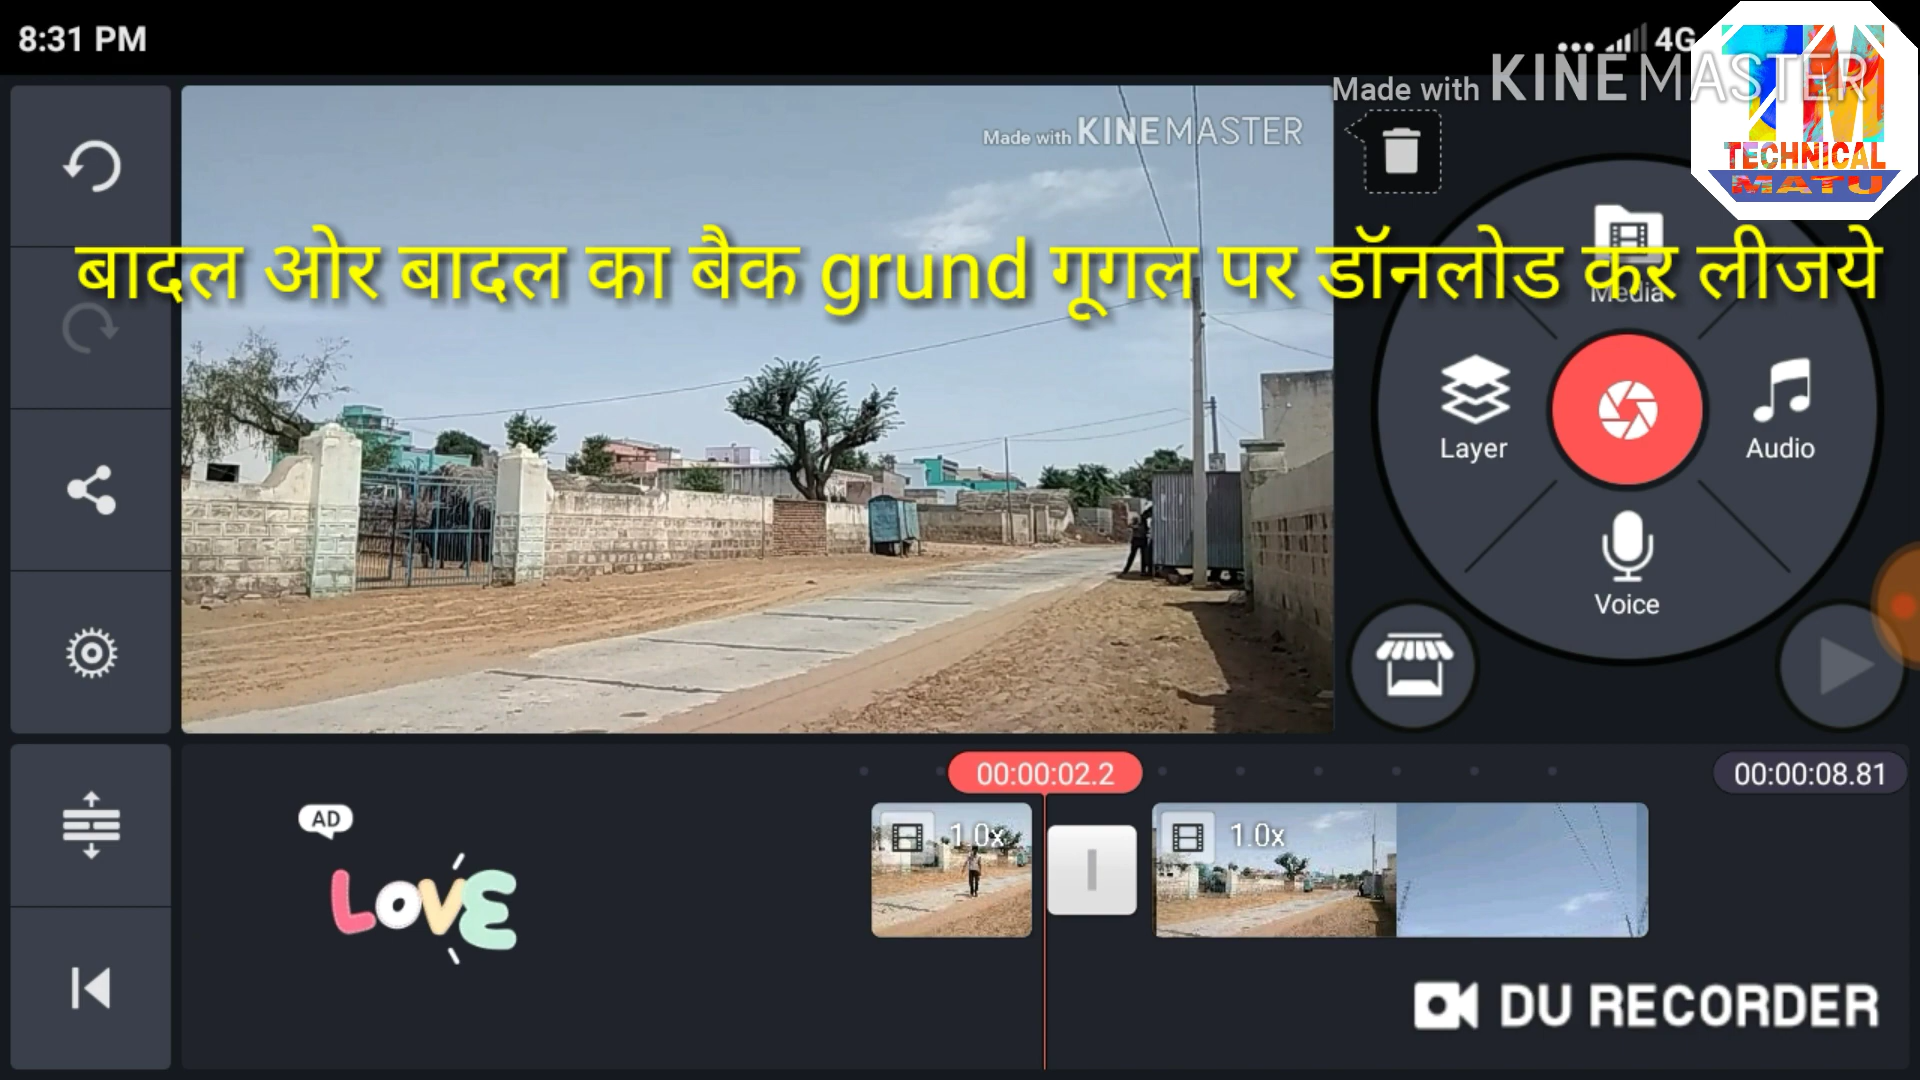 8:31 PM
4G
Made with KINEMASTER
Made with KINEMASTER
TECHNICAL
MATU
बादल ओर बादल का बैक grund गूगल पर डॉनलोड कर लीजये
Media
Layer
Audio
Voice
00:00:02.2
00:00:08.81
AD
1.0x
1.0x
LOVE
DU RECORDER